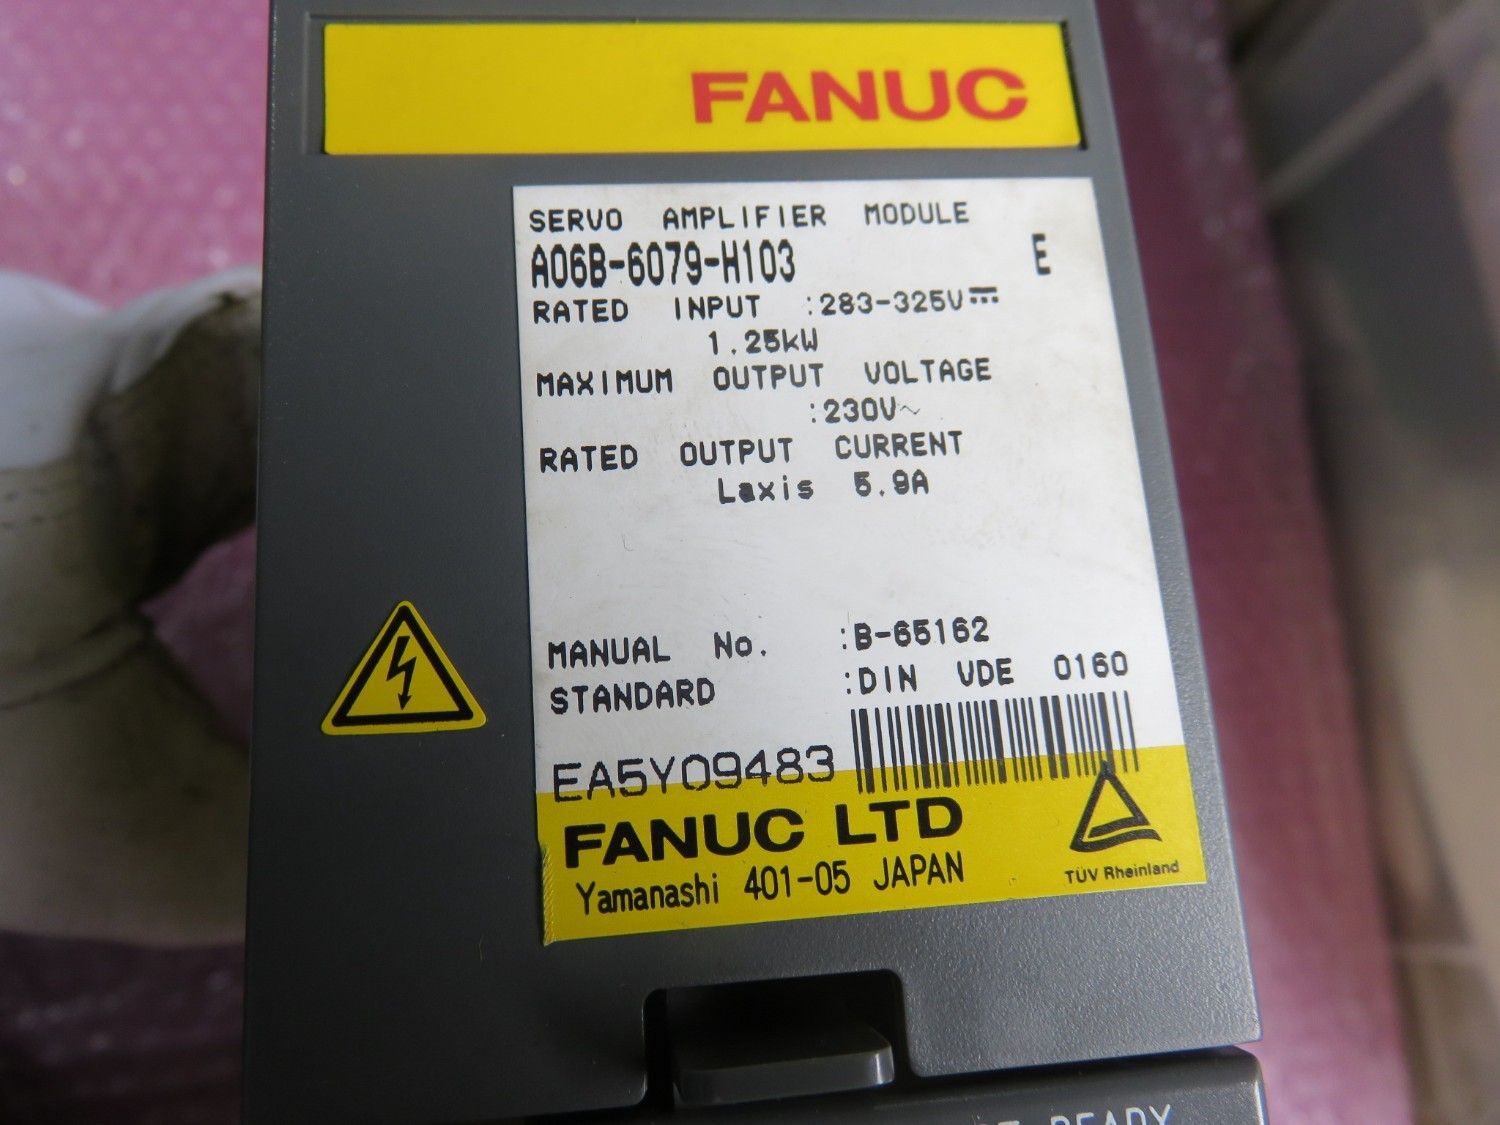 FANUC
SERVO AMPLIFIER MODULE
A06B-6079-H103 E
RATED INPUT :283-325V⎓
1.25kW
MAXIMUM OUTPUT VOLTAGE
:230V~
RATED OUTPUT CURRENT
Laxis 5.9A
MANUAL No. :B-65162
STANDARD :DIN VDE 0160
EA5Y09483
FANUC LTD
Yamanashi 401-05 JAPAN
TÜV Rheinland
READY